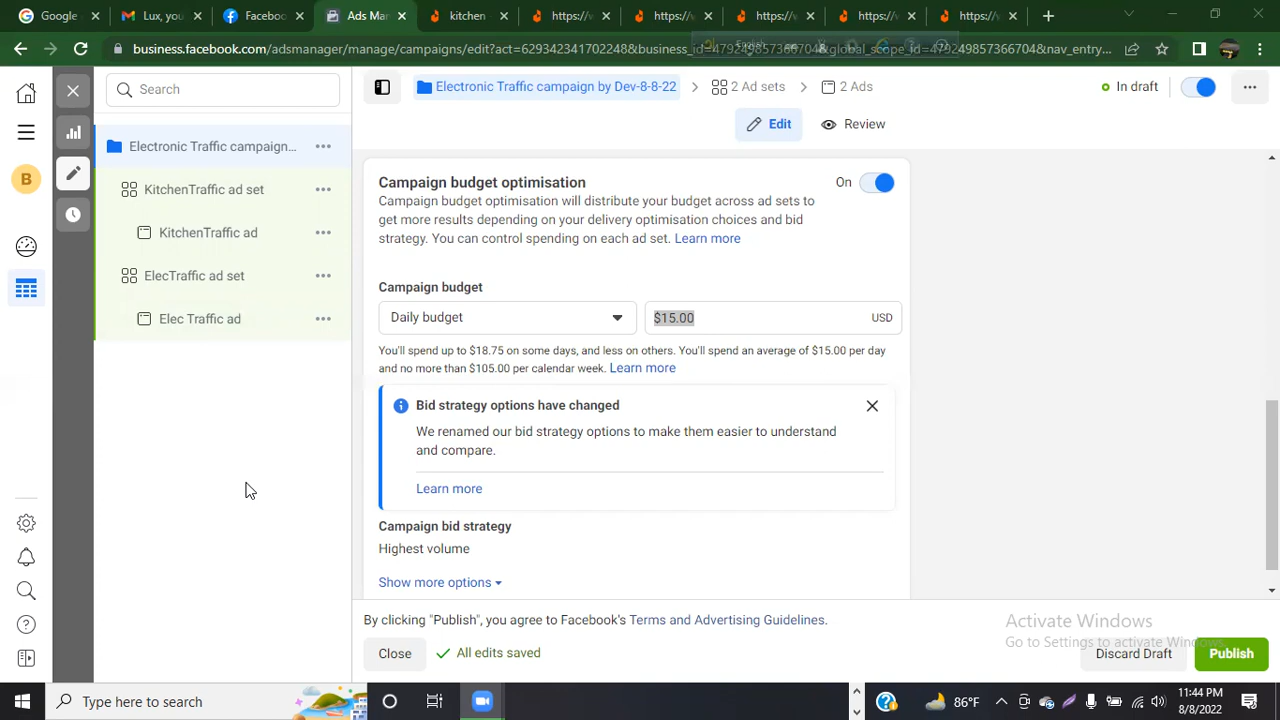 Google
Lux, you
Faceboo
Ads Man
kitchen
https://w
https://w
https://w
https://w
https://w
business.facebook.com/adsmanager/manage/campaigns/edit?act=629342341702248&business_id=479249857366704&global_scope_id=479249857366704&nav_entry...
Search
Electronic Traffic campaign by Dev-8-8-22
2 Ad sets
2 Ads
In draft
Edit
Review
Electronic Traffic campaign...
KitchenTraffic ad set
KitchenTraffic ad
ElecTraffic ad set
Elec Traffic ad
B
Campaign budget optimisation
On
Campaign budget optimisation will distribute your budget across ad sets to
get more results depending on your delivery optimisation choices and bid
strategy. You can control spending on each ad set. Learn more
Campaign budget
Daily budget
$15.00
USD
You'll spend up to $18.75 on some days, and less on others. You'll spend an average of $15.00 per day
and no more than $105.00 per calendar week. Learn more
Bid strategy options have changed
We renamed our bid strategy options to make them easier to understand
and compare.
Learn more
Campaign bid strategy
Highest volume
Show more options
By clicking "Publish", you agree to Facebook's Terms and Advertising Guidelines.
Activate Windows
Go to Settings to activate Windows.
Close
All edits saved
Discard Draft
Publish
Type here to search
86°F
11:44 PM
8/8/2022